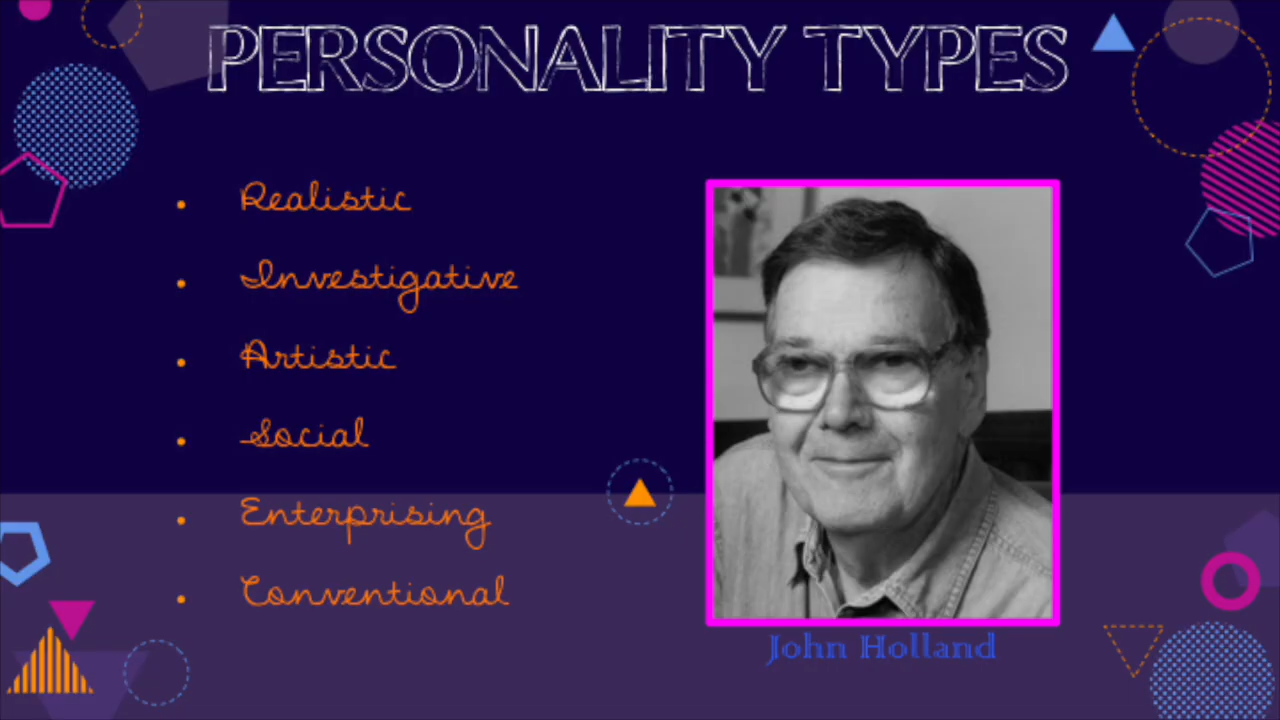 PERSONALITY TYPES
Realistic
Investigative
Artistic
Social
Enterprising
Conventional
John Holland